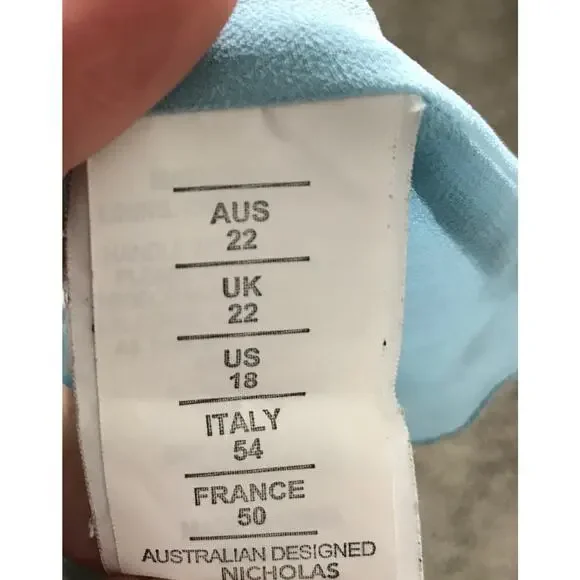 AUS
22
UK
22
US
18
ITALY
54
FRANCE
50
AUSTRALIAN DESIGNED
NICHOLAS